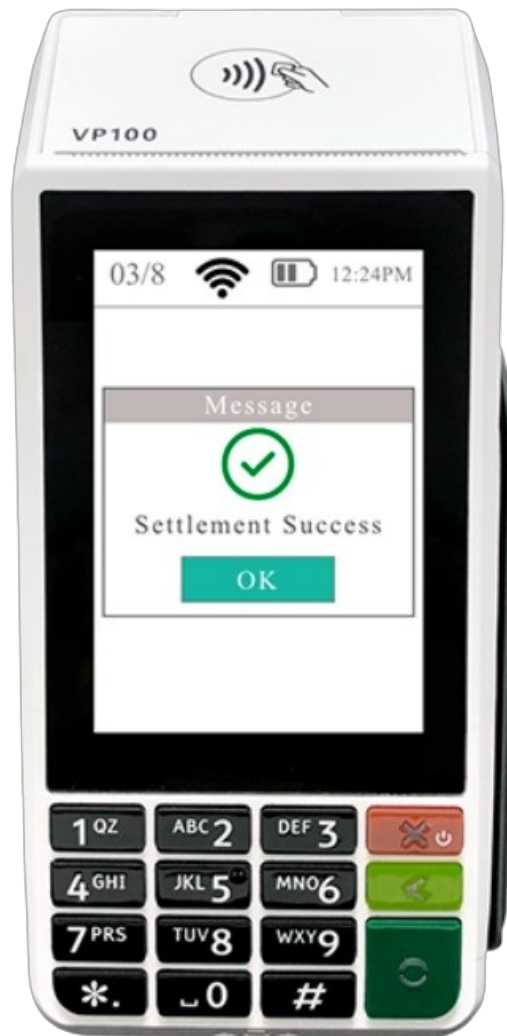 VP100
03/8 12:24PM
Message
Settlement Success
OK
1 QZ ABC 2 DEF 3
4 GHI JKL 5 MNO 6
7 PRS TUV 8 WXY 9
*. ␣ 0 #